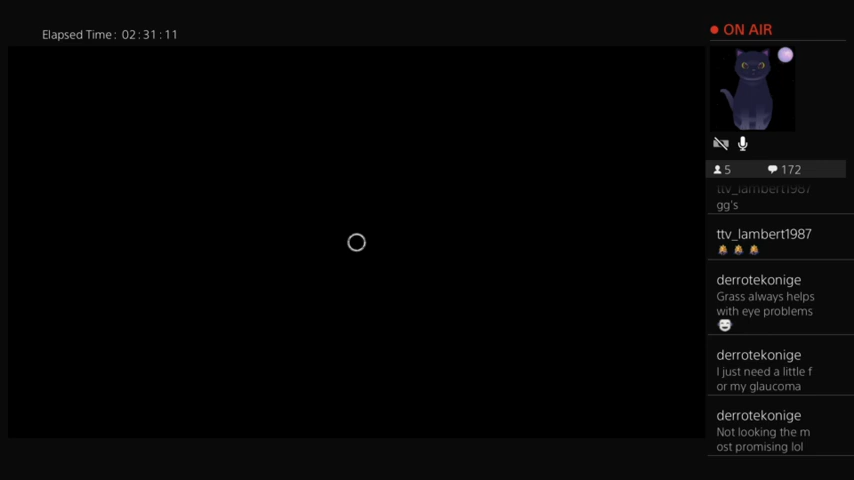 Elapsed Time: 02:31:11
ON AIR
5 172
ttv_lambert1987
gg's
ttv_lambert1987
derrotekonige
Grass always helps
with eye problems
derrotekonige
I just need a little f
or my glaucoma
derrotekonige
Not looking the m
ost promising lol